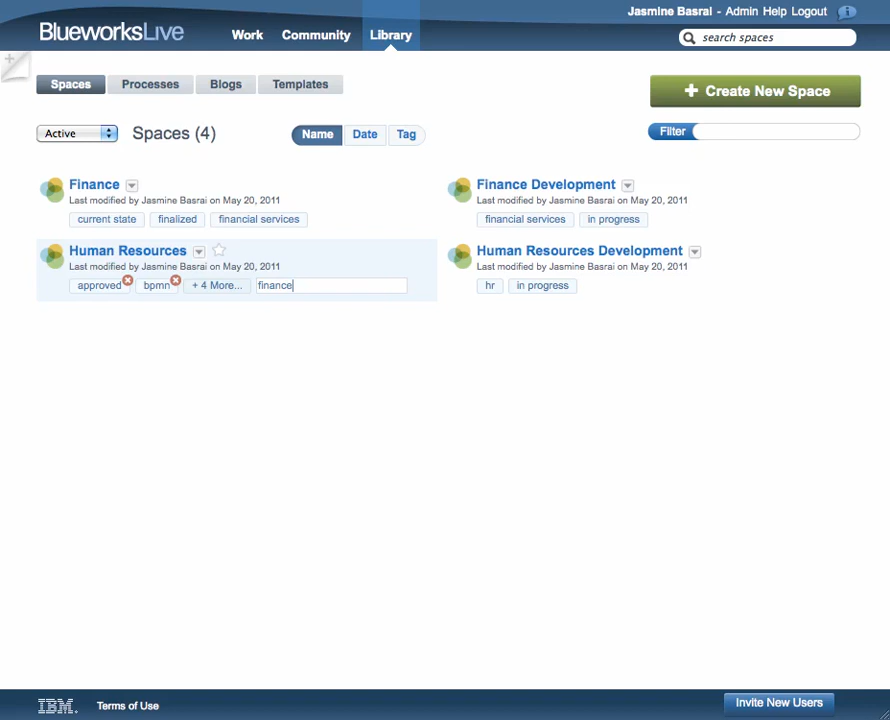 Jasmine Basrai - Admin Help Logout
BlueworksLive Work Community Library
search spaces
Spaces Processes Blogs Templates
+ Create New Space
Active Spaces (4) Name Date Tag
Filter
Finance
Last modified by Jasmine Basrai on May 20, 2011
current state finalized financial services
Finance Development
Last modified by Jasmine Basrai on May 20, 2011
financial services in progress
Human Resources
Last modified by Jasmine Basrai on May 20, 2011
approved bpmn + 4 More... finance
Human Resources Development
Last modified by Jasmine Basrai on May 20, 2011
hr in progress
IBM. Terms of Use
Invite New Users